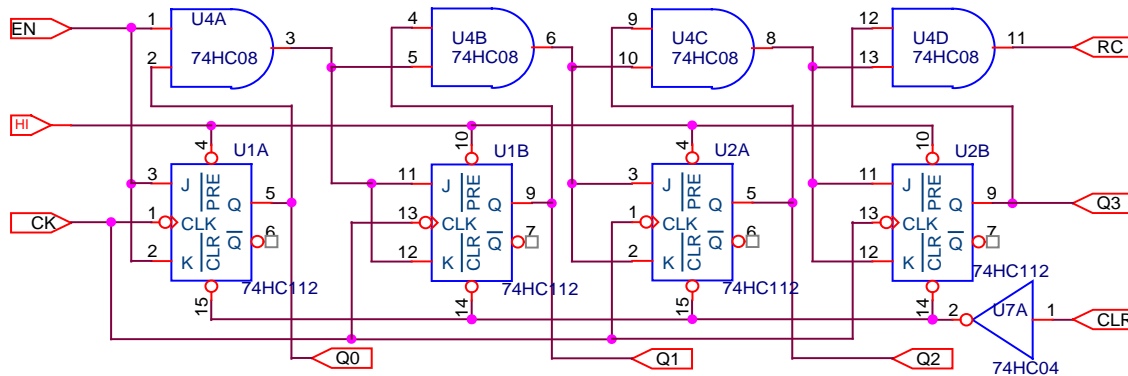 EN 1 U4A 3 4 U4B 6 9 U4C 8 12 U4D 11 RC
2 74HC08 5 74HC08 10 74HC08 13 74HC08
HI 4 10 4 10
U1A U1B U2A U2B
3 J PRE Q 5 11 J PRE Q 9 3 J PRE Q 5 11 J PRE Q 9 Q3
CK 1 CLK 13 CLK 1 CLK 13 CLK
6 7 6 7
2 K CLR Q 12 K CLR Q 2 K CLR Q 12 K CLR Q
15 74HC112 14 74HC112 15 74HC112 14 74HC112
2 U7A 1 CLR
Q0 Q1 Q2 74HC04